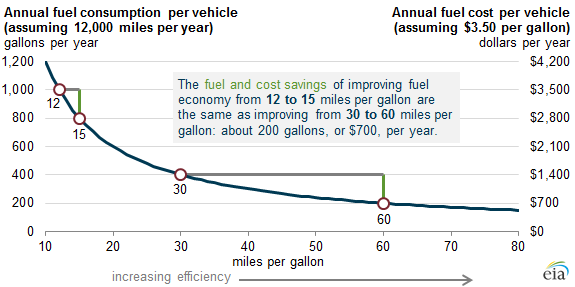 Annual fuel consumption per vehicle
(assuming 12,000 miles per year)
gallons per year
Annual fuel cost per vehicle
(assuming $3.50 per gallon)
dollars per year
1,200
1,000
800
600
400
200
0
$4,200
$3,500
$2,800
$2,100
$1,400
$700
$0
The fuel and cost savings of improving fuel
economy from 12 to 15 miles per gallon are
the same as improving from 30 to 60 miles per
gallon: about 200 gallons, or $700, per year.
12
15
30
60
10 20 30 40 50 60 70 80
miles per gallon
increasing efficiency
eia